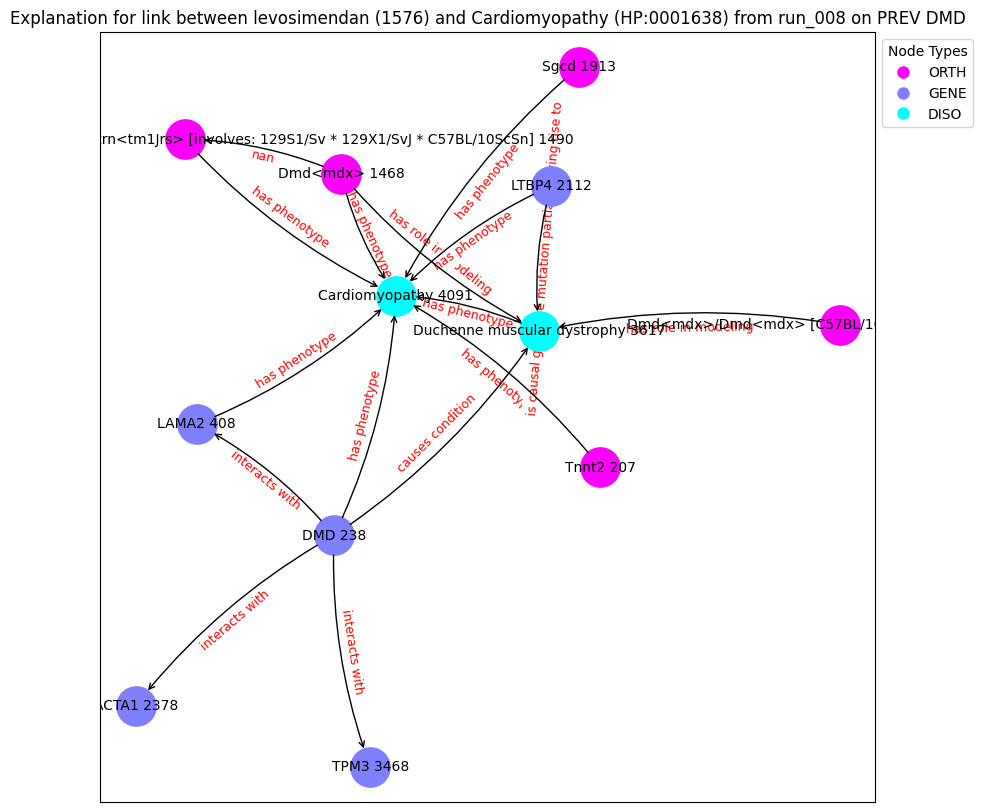 Explanation for link between levosimendan (1576) and Cardiomyopathy (HP:0001638) from run_008 on PREV DMD
Node Types
ORTH
GENE
DISO
Sgcd 1913
rn<tm1Jrs> [involves: 129S1/Sv * 129X1/SvJ * C57BL/10ScSn] 1490
nan
Dmd<mdx> 1468
has phenotype
LTBP4 2112
has phenotype
has phenotype
has role in modeling
has phenotype
Cardiomyopathy 4091
has phenotype
Duchenne muscular dystrophy 3617
Dmd<mdx>/Dmd<mdx> [C57BL/10
in modeling
is causal g
e mutation partia
ing rise to
has phenotype
has phenotype
has phenotype
causes condition
LAMA2 408
interacts with
Tnnt2 207
DMD 238
interacts with
interacts with
ACTA1 2378
TPM3 3468